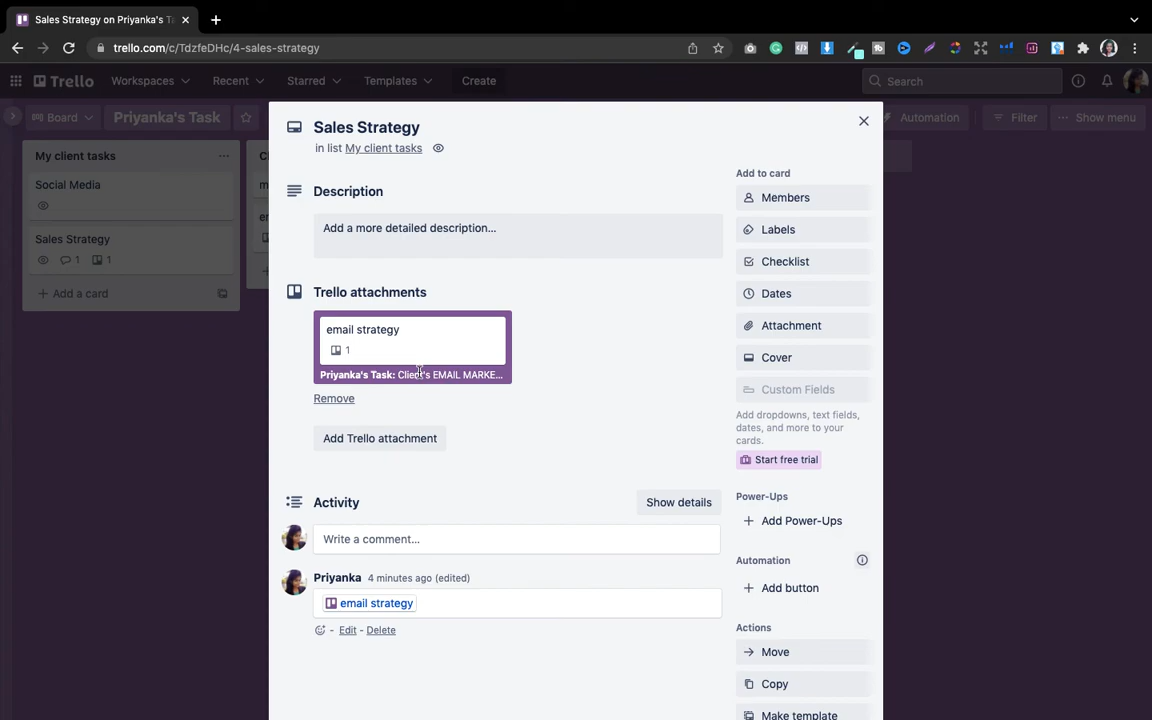 Sales Strategy on Priyanka's Ta
trello.com/c/TdzfeDHc/4-sales-strategy
Trello Workspaces Recent Starred Templates Create Search
Board Priyanka's Task Automation Filter Show menu
My client tasks
Social Media
Sales Strategy
1 1
Add a card
Sales Strategy
in list My client tasks
Description
Add a more detailed description...
Trello attachments
email strategy
1
Priyanka's Task: Client's EMAIL MARKE...
Remove
Add Trello attachment
Activity
Show details
Write a comment...
Priyanka 4 minutes ago (edited)
email strategy
- Edit - Delete
Add to card
Members
Labels
Checklist
Dates
Attachment
Cover
Custom Fields
Add dropdowns, text fields,
dates, and more to your
cards.
Start free trial
Power-Ups
Add Power-Ups
Automation
Add button
Actions
Move
Copy
Make template